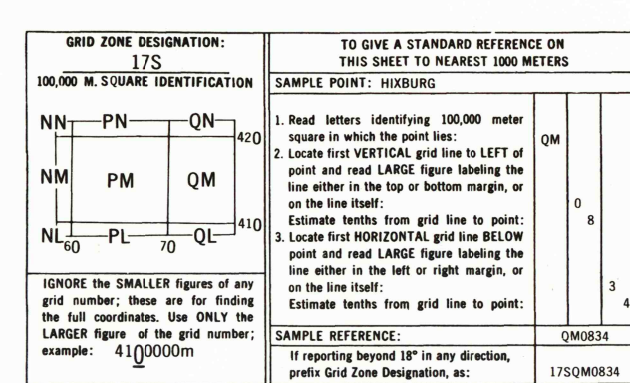 GRID ZONE DESIGNATION:
17S
100,000 M. SQUARE IDENTIFICATION
NN PN QN
420
NM PM QM
410
NL PL QL
60 70
IGNORE the SMALLER figures of any
grid number; these are for finding
the full coordinates. Use ONLY the
LARGER figure of the grid number;
example: 4100000m
TO GIVE A STANDARD REFERENCE ON
THIS SHEET TO NEAREST 1000 METERS
SAMPLE POINT: HIXBURG
1. Read letters identifying 100,000 meter
square in which the point lies: QM
2. Locate first VERTICAL grid line to LEFT of
point and read LARGE figure labeling the
line either in the top or bottom margin, or
on the line itself: 0
Estimate tenths from grid line to point: 8
3. Locate first HORIZONTAL grid line BELOW
point and read LARGE figure labeling the
line either in the left or right margin, or
on the line itself: 3
Estimate tenths from grid line to point: 4
SAMPLE REFERENCE: QM0834
If reporting beyond 18° in any direction,
prefix Grid Zone Designation, as: 17SQM0834